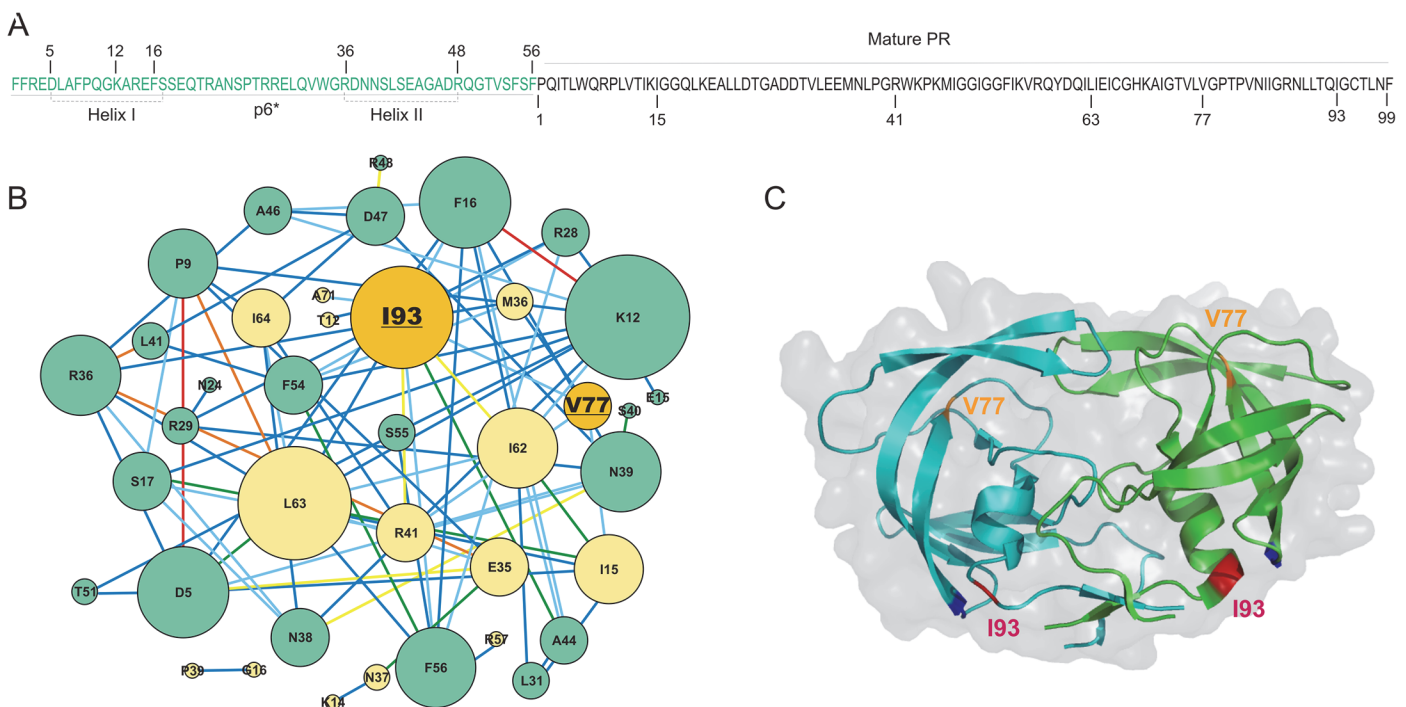 A
Mature PR
5 12 16 36 48 56
FFREDLAFPQGKAREFSSEQTRANSPTRRELQVWGRDNNSLSEAGADRQGTVSFSFPQITLWQRPLVTIKIGGQLKEALLDTGADDTVLEEMNLPGRWKPKMIGGIGGFIKVRQYDQILIEICGHKAIGTVLVGPTPVNIIGRNLLTQIGCTLNF
Helix I p6* Helix II
1 15 41 63 77 93 99
B
R48
A46
D47
F16
R28
P9
A71
T12
I93
M36
K12
I64
L41
R36
N24
F54
V77
S40
E15
R29
S55
I62
N39
S17
L63
R41
E35
I15
T51
D5
N38
F56
R57
A44
L31
P39
G16
N37
K14
C
V77
V77
I93
I93